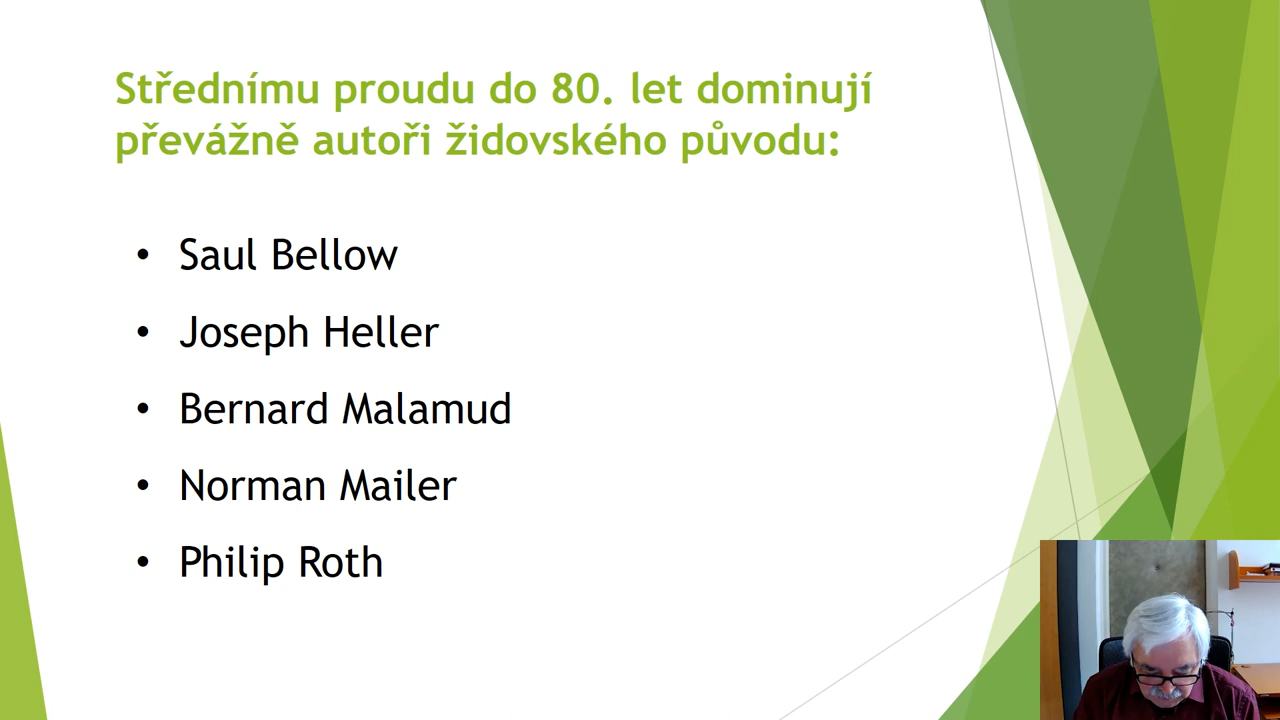 Střednímu proudu do 80. let dominují
převážně autoři židovského původu:
• Saul Bellow
• Joseph Heller
• Bernard Malamud
• Norman Mailer
• Philip Roth